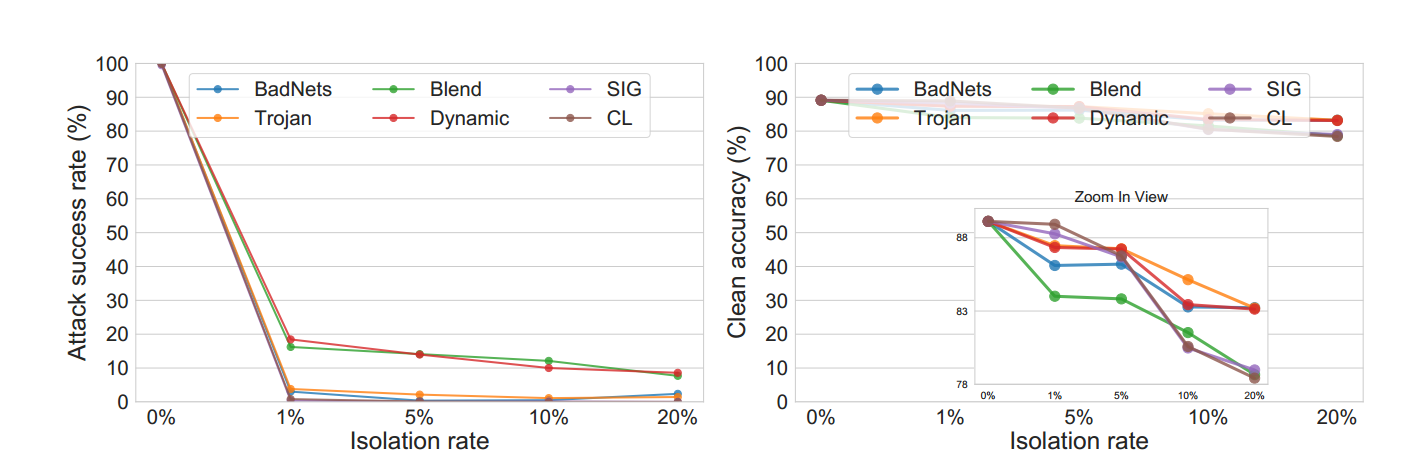 100
90
80
70
60
50
40
30
20
10
0
Attack success rate (%)
BadNets Blend SIG
Trojan Dynamic CL
0% 1% 5% 10% 20%
Isolation rate
100
90
80
70
60
50
40
30
20
10
0
Clean accuracy (%)
BadNets Blend SIG
Trojan Dynamic CL
Zoom In View
88
83
78
0% 1% 5% 10% 20%
0% 1% 5% 10% 20%
Isolation rate